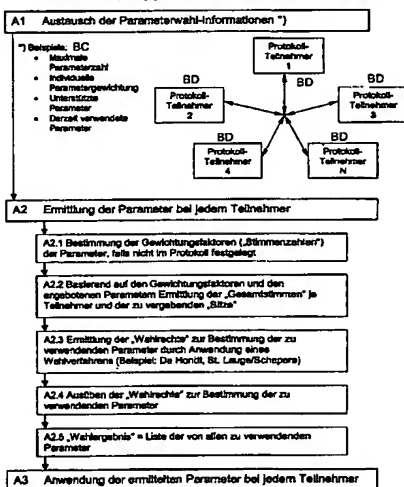 A1 Austausch der Parameterwahl-Informationen *)
*) Beispiele: BC
• Maximale
Parameterzahl
• Individuelle
Parametergewichtung
• Unterstützte
Parameter
• Derzeit verwendete
Parameter
Protokoll-
Teilnehmer
1
BD
BD
Protokoll-
Teilnehmer
2
BD
Protokoll-
Teilnehmer
3
BD
Protokoll-
Teilnehmer
4
BD
Protokoll-
Teilnehmer
N
A2 Ermittlung der Parameter bei jedem Teilnehmer
A2.1 Bestimmung der Gewichtungsfaktoren („Stimmenzahlen“)
der Parameter, falls nicht im Protokoll festgelegt
A2.2 Basierend auf den Gewichtungsfaktoren und den
angebotenen Parametern Ermittlung der „Gesamtstimmen“ je
Teilnehmer und der zu vergebenden „Sitze“
A2.3 Ermittlung der „Wahlrechte“ zur Bestimmung der zu
verwendenden Parameter durch Anwendung eines
Wahlverfahrens (Beispiel: De Hondt, St. Lauge/Schepers)
A2.4 Ausüben der „Wahlrechte“ zur Bestimmung der zu
verwendenden Parameter
A2.5 „Wahlergebnis“ = Liste der von allen zu verwendenden
Parameter
A3 Anwendung der ermittelten Parameter bei jedem Teilnehmer